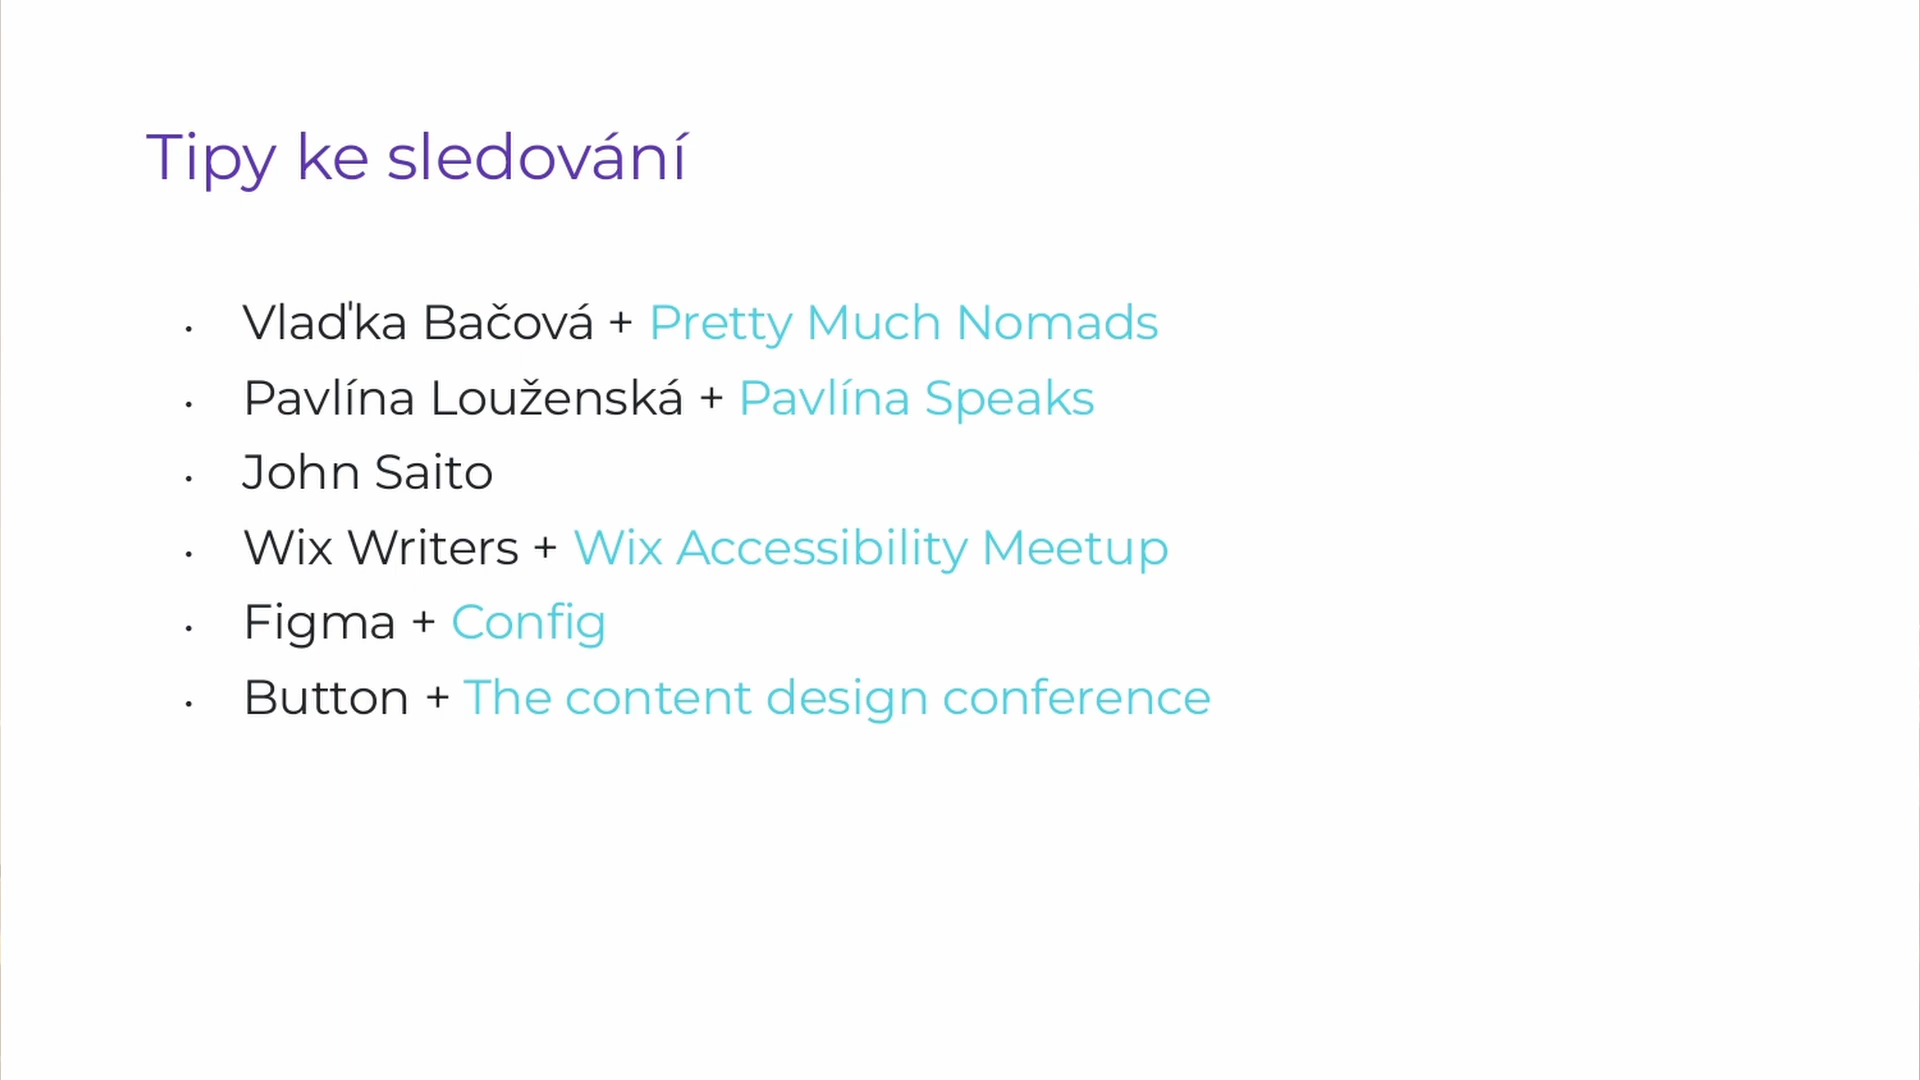 Tipy ke sledování
• Vlaďka Bačová + Pretty Much Nomads
• Pavlína Louženská + Pavlína Speaks
• John Saito
• Wix Writers + Wix Accessibility Meetup
• Figma + Config
• Button + The content design conference